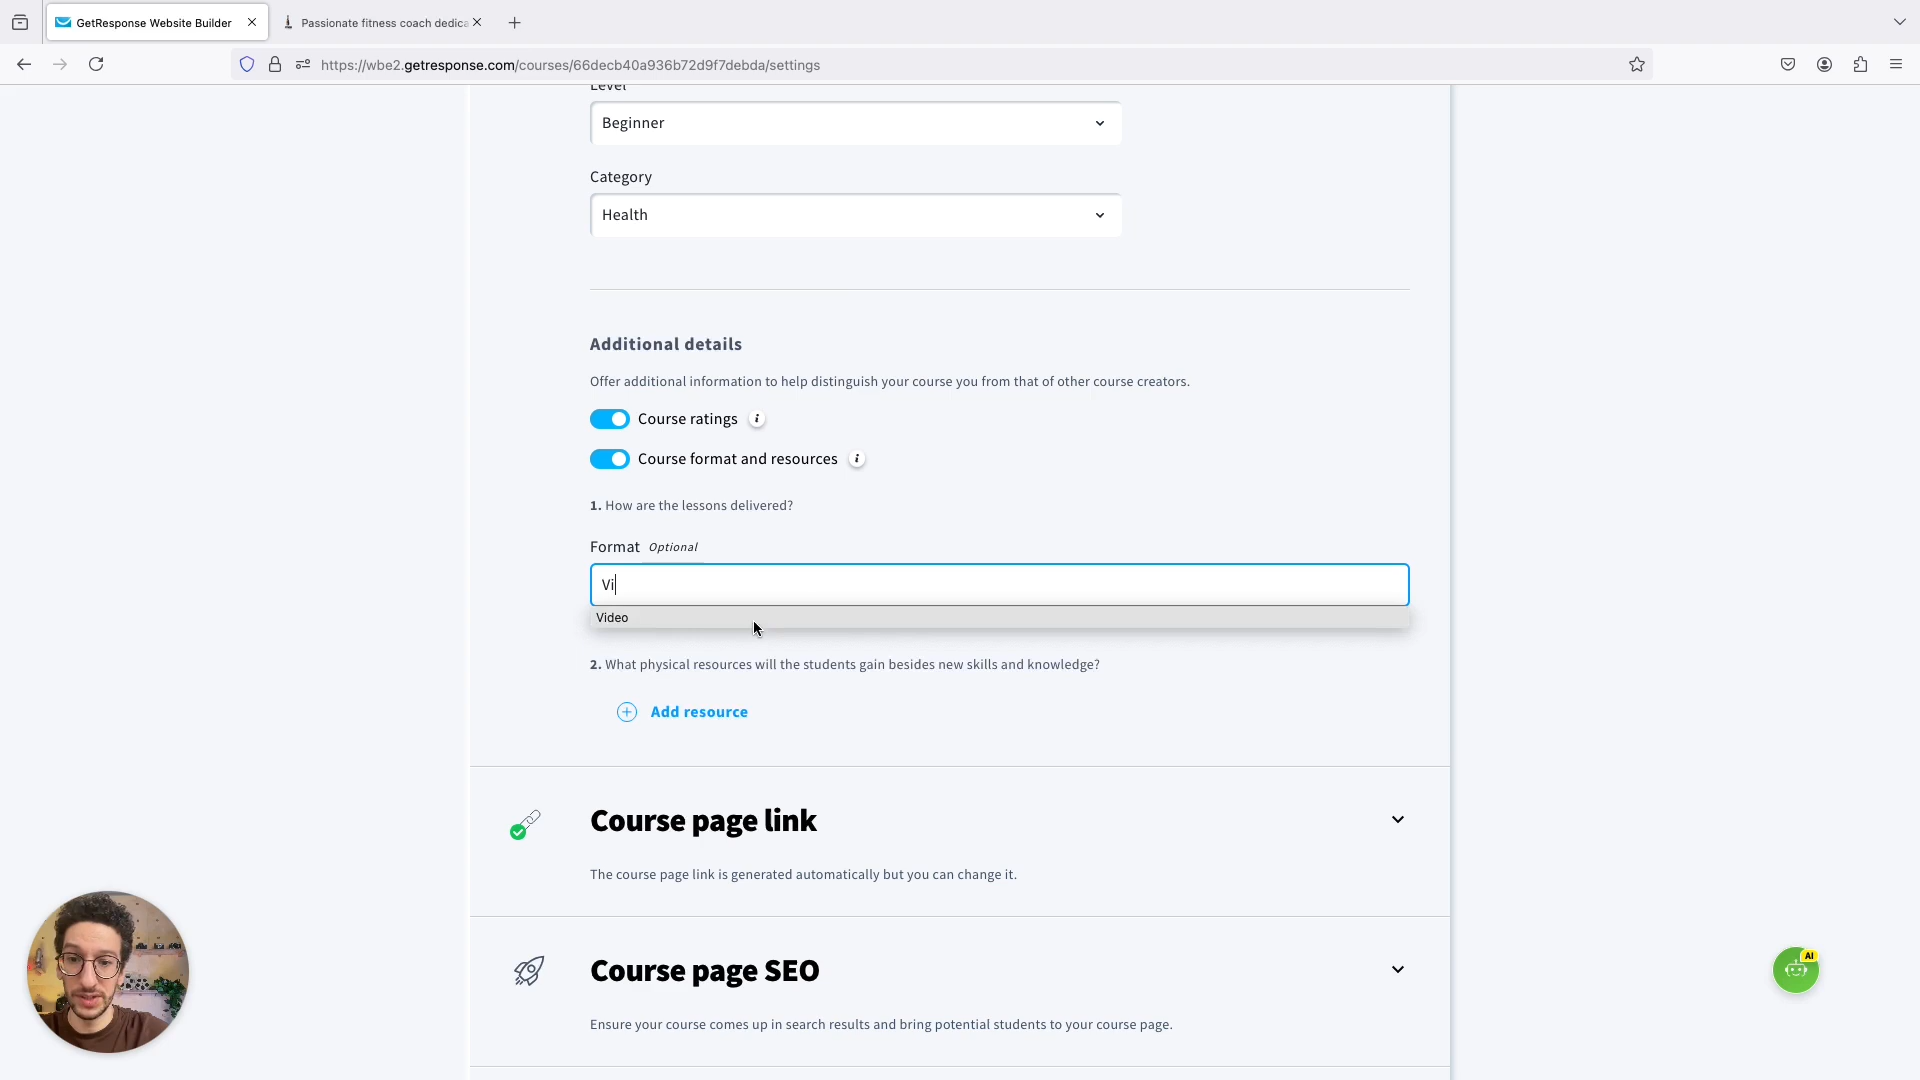 GetResponse Website Builder
Passionate fitness coach dedica
https://wbe2.getresponse.com/courses/66decb40a936b72d9f7debda/settings
Level
Beginner
Category
Health
Additional details
Offer additional information to help distinguish your course you from that of other course creators.
Course ratings i
Course format and resources i
1. How are the lessons delivered?
Format Optional
Vi
Video
2. What physical resources will the students gain besides new skills and knowledge?
Add resource
Course page link
The course page link is generated automatically but you can change it.
Course page SEO
AI
Ensure your course comes up in search results and bring potential students to your course page.